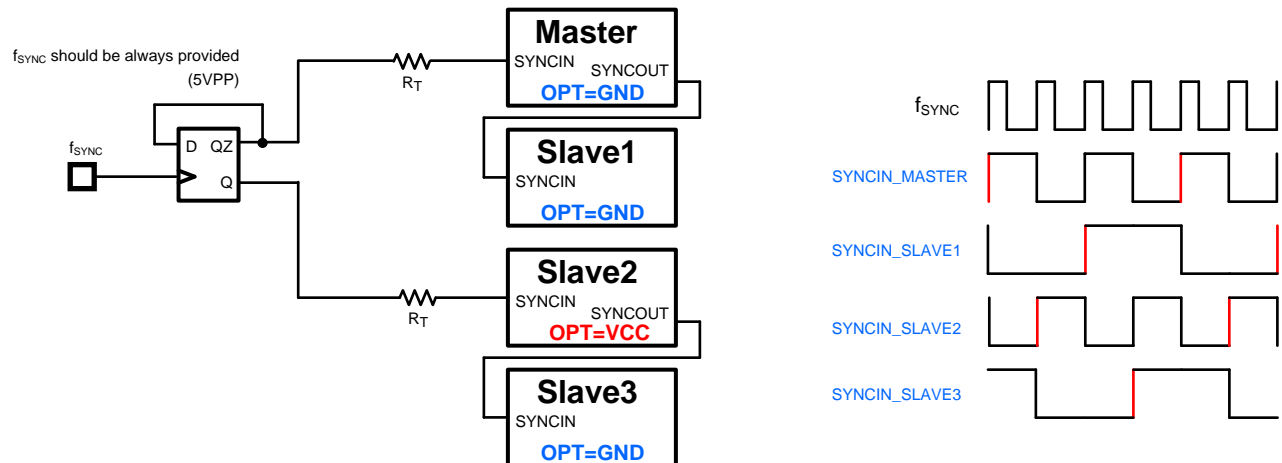 fSYNC should be always provided
(5VPP)
fSYNC
D QZ
Q
RT
Master
SYNCIN
SYNCOUT
OPT=GND
Slave1
SYNCIN
OPT=GND
RT
Slave2
SYNCIN
SYNCOUT
OPT=VCC
Slave3
SYNCIN
OPT=GND
fSYNC
SYNCIN_MASTER
SYNCIN_SLAVE1
SYNCIN_SLAVE2
SYNCIN_SLAVE3